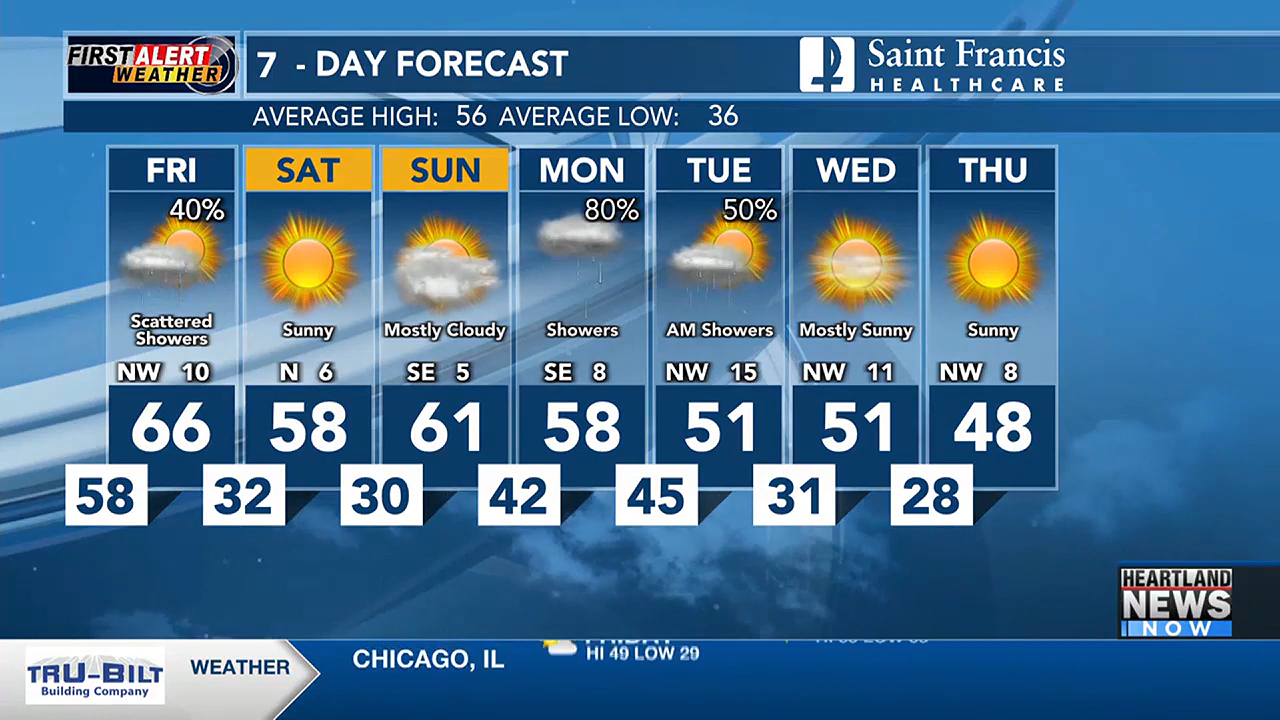 FIRST ALERT
WEATHER
7 - DAY FORECAST
Saint Francis
HEALTHCARE
AVERAGE HIGH: 56 AVERAGE LOW: 36
FRI SAT SUN MON TUE WED THU
40% 80% 50%
Scattered
Showers
Sunny Mostly Cloudy Showers AM Showers Mostly Sunny Sunny
NW 10 N 6 SE 5 SE 8 NW 15 NW 11 NW 8
66 58 61 58 51 51 48
58 32 30 42 45 31 28
HEARTLAND
NEWS
NOW
TRU-BILT
Building Company
WEATHER
CHICAGO, IL
FRIDAY
HI 49 LOW 29